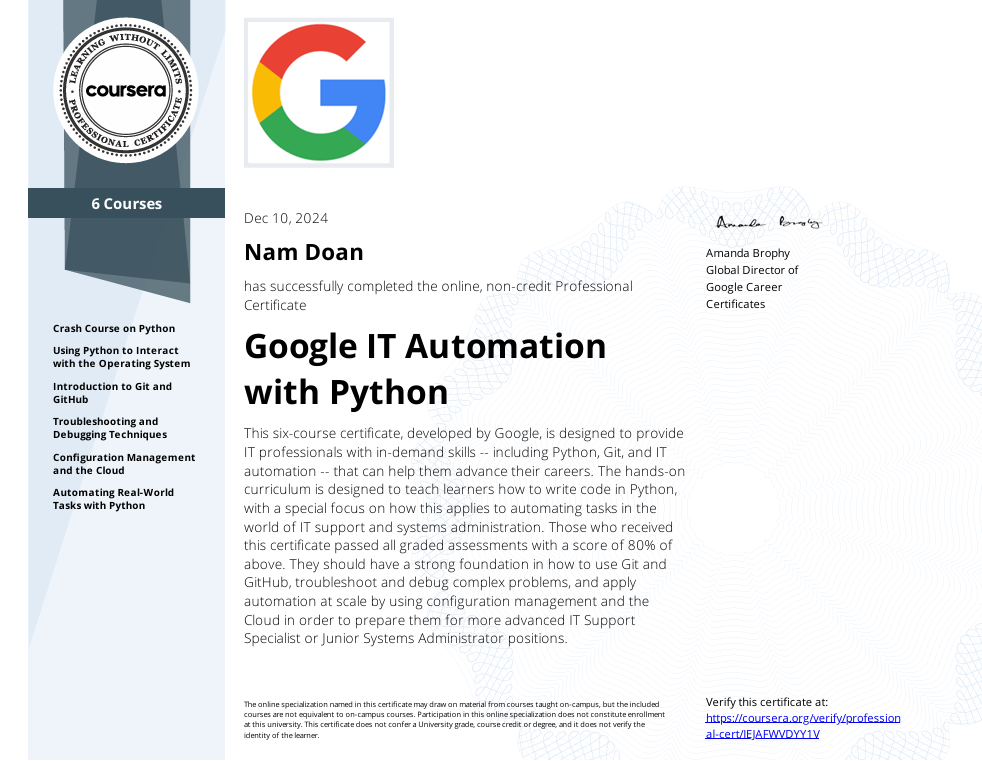 LEARNING WITHOUT LIMITS
coursera
PROFESSIONAL CERTIFICATE
6 Courses
Crash Course on Python
Using Python to Interact
with the Operating System
Introduction to Git and
GitHub
Troubleshooting and
Debugging Techniques
Configuration Management
and the Cloud
Automating Real-World
Tasks with Python
Dec 10, 2024
Nam Doan
has successfully completed the online, non-credit Professional
Certificate
Google IT Automation
with Python
This six-course certificate, developed by Google, is designed to provide
IT professionals with in-demand skills -- including Python, Git, and IT
automation -- that can help them advance their careers. The hands-on
curriculum is designed to teach learners how to write code in Python,
with a special focus on how this applies to automating tasks in the
world of IT support and systems administration. Those who received
this certificate passed all graded assessments with a score of 80% of
above. They should have a strong foundation in how to use Git and
GitHub, troubleshoot and debug complex problems, and apply
automation at scale by using configuration management and the
Cloud in order to prepare them for more advanced IT Support
Specialist or Junior Systems Administrator positions.
Amanda Brophy
Amanda Brophy
Global Director of
Google Career
Certificates
The online specialization named in this certificate may draw on material from courses taught on-campus, but the included
courses are not equivalent to on-campus courses. Participation in this online specialization does not constitute enrollment
at this university. This certificate does not confer a University grade, course credit or degree, and it does not verify the
identity of the learner.
Verify this certificate at:
https://coursera.org/verify/profession
al-cert/IEJAFWVDYY1V